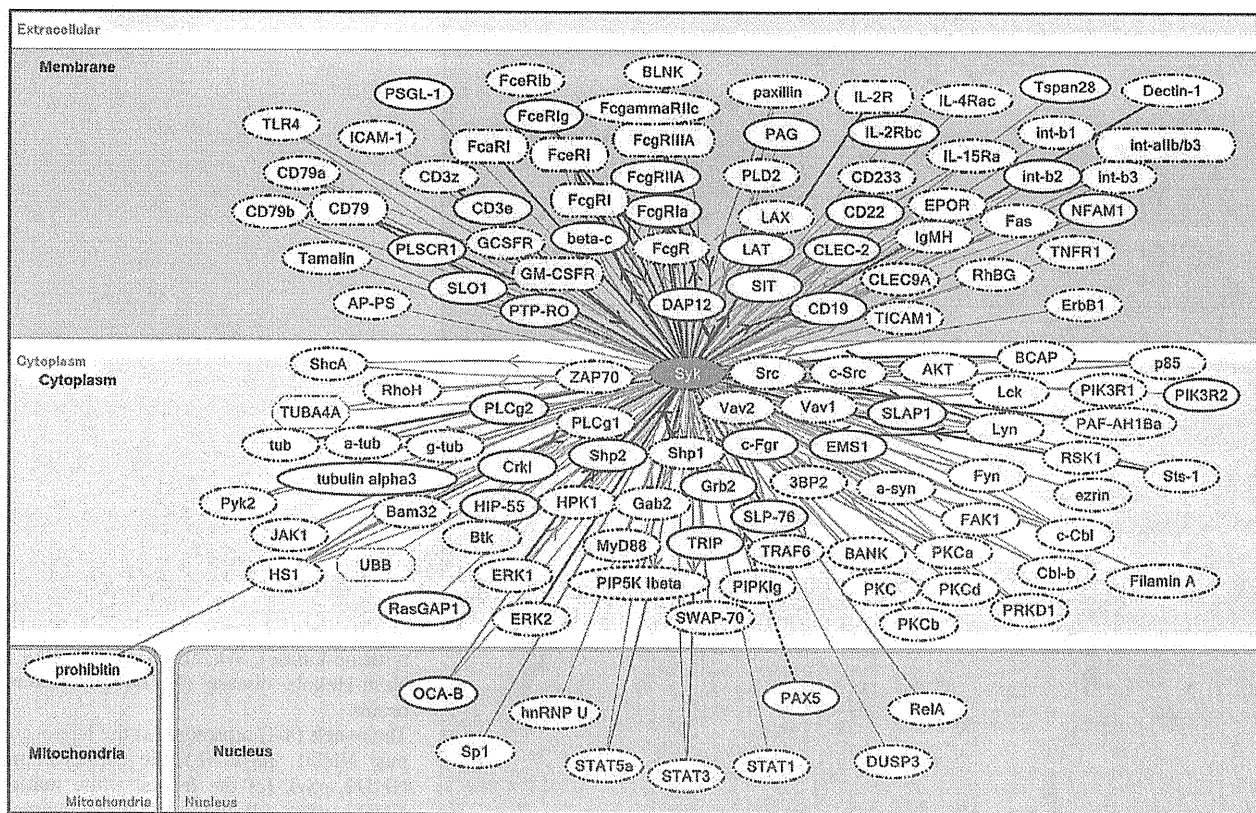 Extracellular
Membrane
FceRIb
BLNK
PSGL-1
paxillin
IL-2R
IL-4Rac
Tspan28
Dectin-1
FceRIg
FcgammaRIIc
TLR4
ICAM-1
PAG
IL-2Rbc
int-b1
FcaRI
FceRI
FcgRIIIA
int-aIIb/b3
IL-15Ra
CD79a
CD3z
FcgRIIA
PLD2
CD233
int-b2
int-b3
CD79b
CD79
CD3e
FcgRI
FcgRIa
LAX
CD22
EPOR
Fas
NFAM1
PLSCR1
GCSFR
beta-c
FcgR
LAT
CLEC-2
IgMH
TNFR1
Tamalin
GM-CSFR
SLO1
SIT
CLEC9A
RhBG
AP-PS
PTP-RO
DAP12
CD19
TICAM1
ErbB1
Cytoplasm
Cytoplasm
ShcA
ZAP70
Syk
Src
c-Src
AKT
BCAP
p85
RhoH
Lck
PIK3R1
PIK3R2
TUBA4A
PLCg2
Vav2
Vav1
SLAP1
PLCg1
Lyn
PAF-AH1Ba
tub
a-tub
g-tub
Shp2
Shp1
c-Fgr
EMS1
RSK1
tubulin alpha3
Crkl
Grb2
3BP2
a-syn
Fyn
Sts-1
ezrin
Pyk2
Bam32
HIP-55
HPK1
Gab2
SLP-76
FAK1
JAK1
Btk
MyD88
TRIP
TRAF6
BANK
PKCa
c-Cbl
HS1
UBB
ERK1
PIP5K Ibeta
PIPKIg
PKC
PKCd
Cbl-b
Filamin A
RasGAP1
ERK2
SWAP-70
PKCb
PRKD1
prohibitin
OCA-B
hnRNP U
PAX5
RelA
Mitochondria
Nucleus
Sp1
STAT5a
STAT3
STAT1
DUSP3
Mitochondria
Nucleus